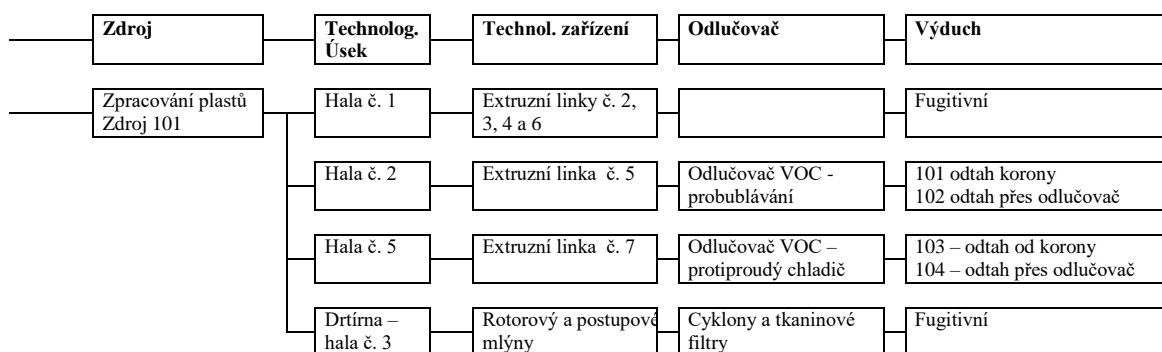 Zdroj
Technolog.
Úsek
Technol. zařízení
Odlučovač
Výduch
Zpracování plastů
Zdroj 101
Hala č. 1
Extruzní linky č. 2,
3, 4 a 6
Fugitivní
Hala č. 2
Extruzní linka  č. 5
Odlučovač VOC -
probublávání
101 odtah korony
102 odtah přes odlučovač
Hala č. 5
Extruzní linka  č. 7
Odlučovač VOC –
protiproudý chladič
103 – odtah od korony
104 – odtah přes odlučovač
Drtírna –
hala č. 3
Rotorový a postupové
mlýny
Cyklony a tkaninové
filtry
Fugitivní